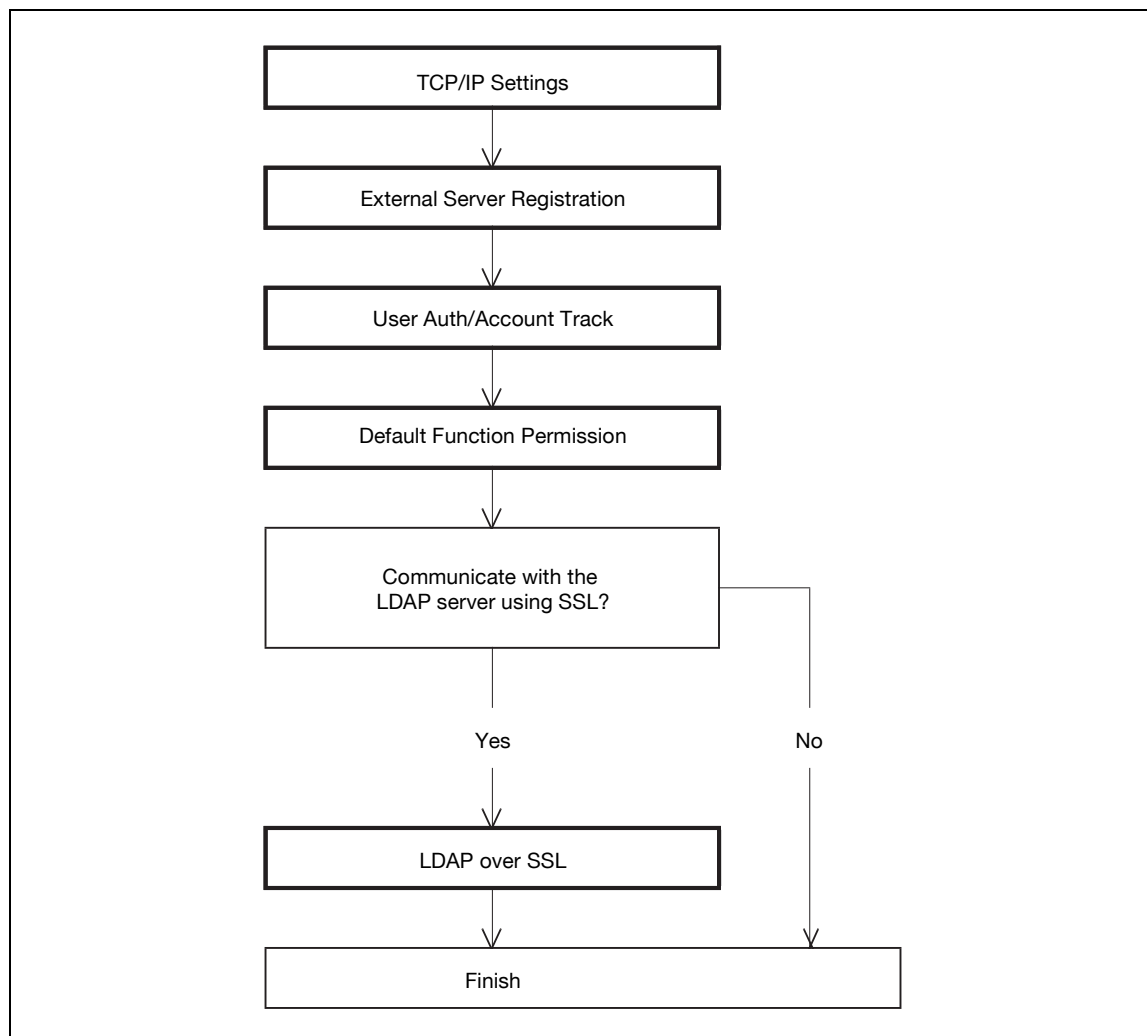 TCP/IP Settings
External Server Registration
User Auth/Account Track
Default Function Permission
Communicate with the
LDAP server using SSL?
Yes
No
LDAP over SSL
Finish